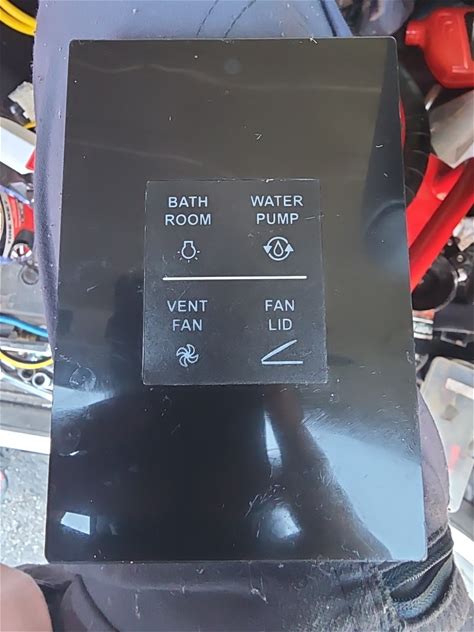 BATH
ROOM
WATER
PUMP
VENT
FAN
FAN
LID